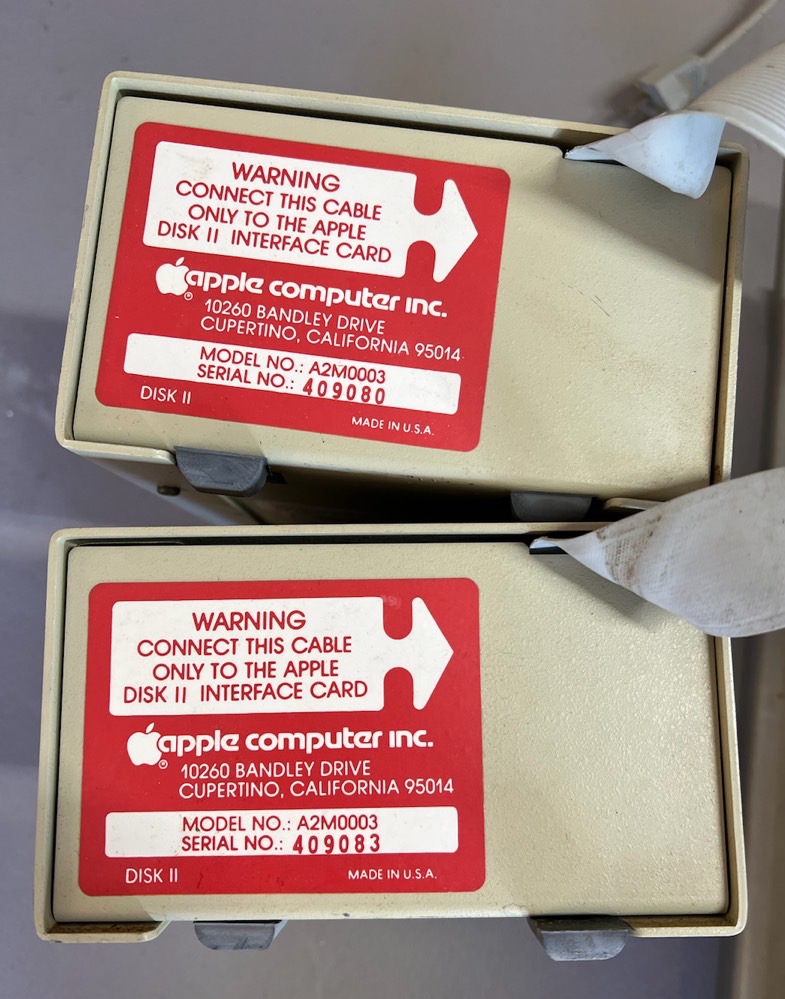 WARNING
CONNECT THIS CABLE
ONLY TO THE APPLE
DISK II INTERFACE CARD
apple computer inc.
®
10260 BANDLEY DRIVE
CUPERTINO, CALIFORNIA 95014
MODEL NO.: A2M0003
SERIAL NO.: 409080
DISK II
MADE IN U.S.A.
WARNING
CONNECT THIS CABLE
ONLY TO THE APPLE
DISK II INTERFACE CARD
apple computer inc.
®
10260 BANDLEY DRIVE
CUPERTINO, CALIFORNIA 95014
MODEL NO.: A2M0003
SERIAL NO.: 409083
DISK II
MADE IN U.S.A.